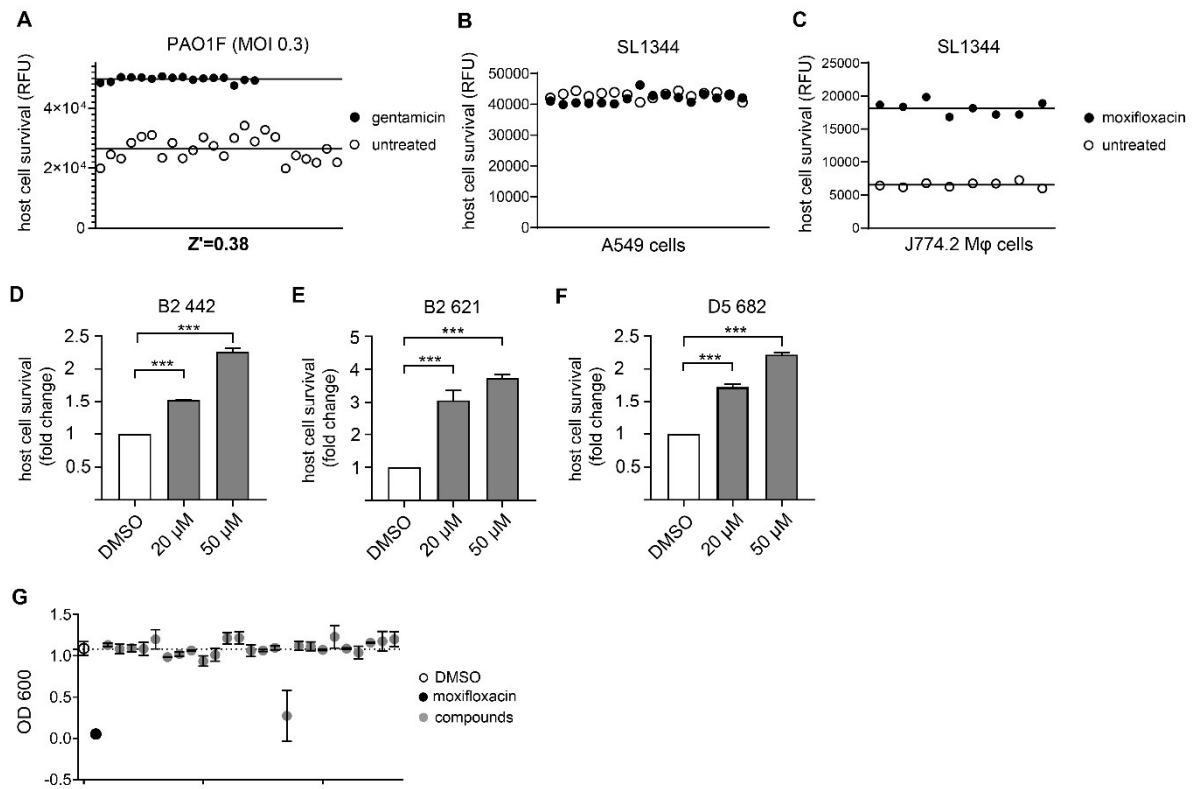 A
PAO1F (MOI 0.3)
host cell survival (RFU)
4×10⁴
2×10⁴
0
Z'=0.38
gentamicin
untreated
B
SL1344
host cell survival (RFU)
50000
40000
30000
20000
10000
0
A549 cells
C
SL1344
host cell survival (RFU)
25000
20000
15000
10000
5000
0
J774.2 Mφ cells
moxifloxacin
untreated
D
B2 442
host cell survival
(fold change)
2.5
2
1.5
1
0.5
***
***
DMSO
20 µM
50 µM
E
B2 621
host cell survival
(fold change)
5
4
3
2
1
***
***
DMSO
20 µM
50 µM
F
D5 682
host cell survival
(fold change)
2.5
2
1.5
1
0.5
***
***
DMSO
20 µM
50 µM
G
OD 600
1.5
1.0
0.5
0.0
-0.5
DMSO
moxifloxacin
compounds